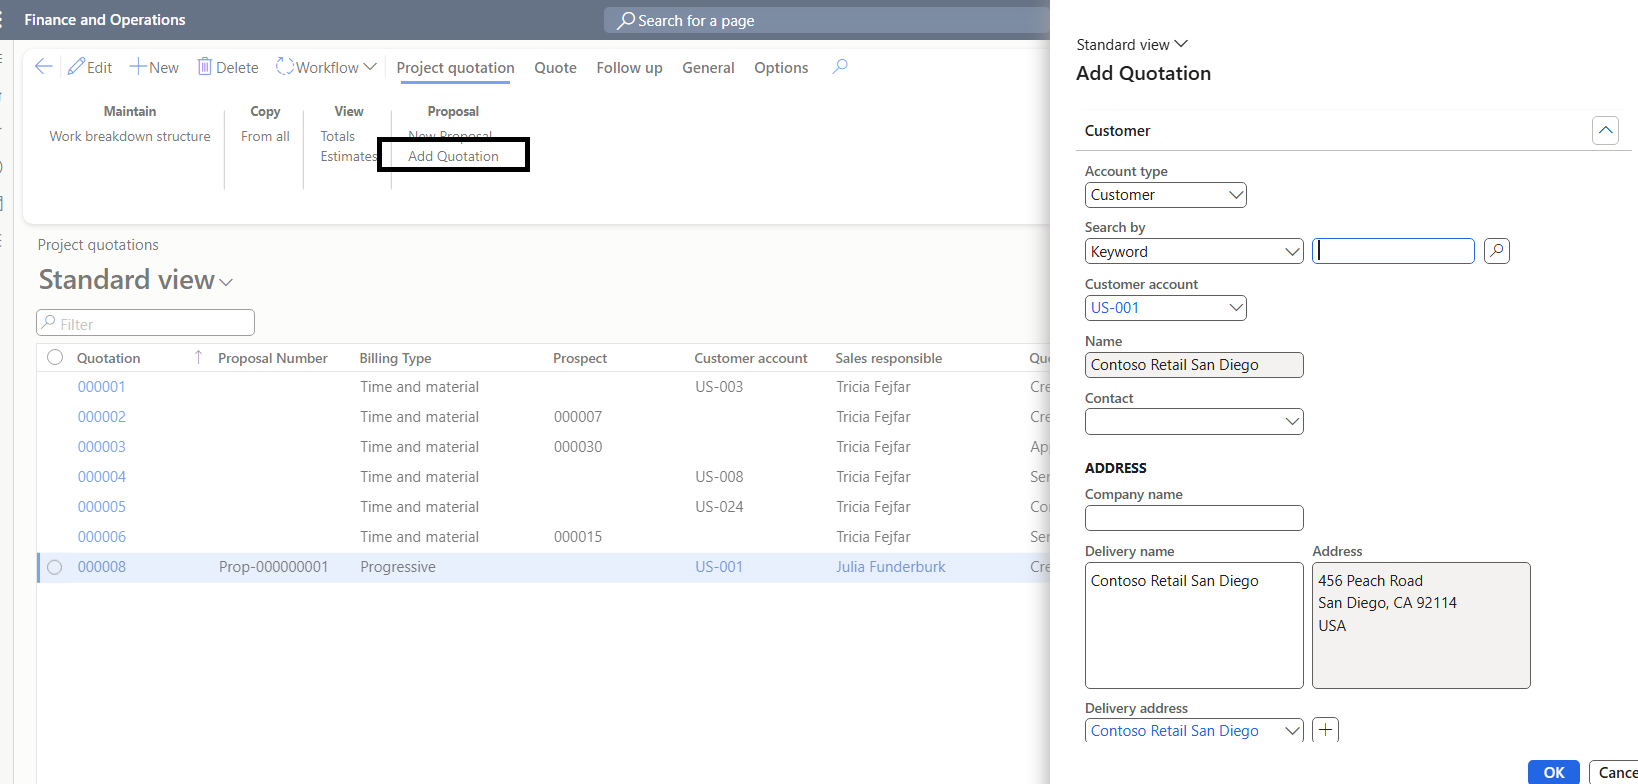 Finance and Operations
Search for a page
Edit
New
Delete
Workflow
Project quotation
Quote
Follow up
General
Options
Maintain
Work breakdown structure
Copy
From all
View
Totals
Estimates
Proposal
New Proposal
Add Quotation
Project quotations
Standard view
Filter
Quotation Proposal Number Billing Type Prospect Customer account Sales responsible Qu
000001 Time and material US-003 Tricia Fejfar Cre
000002 Time and material 000007 Tricia Fejfar Cre
000003 Time and material 000030 Tricia Fejfar Ap
000004 Time and material US-008 Tricia Fejfar Ser
000005 Time and material US-024 Tricia Fejfar Co
000006 Time and material 000015 Tricia Fejfar Ser
000008 Prop-000000001 Progressive US-001 Julia Funderburk Cre
Standard view
Add Quotation
Customer
Account type
Customer
Search by
Keyword
Customer account
US-001
Name
Contoso Retail San Diego
Contact
ADDRESS
Company name
Delivery name
Contoso Retail San Diego
Address
456 Peach Road
San Diego, CA 92114
USA
Delivery address
Contoso Retail San Diego
OK
Cance